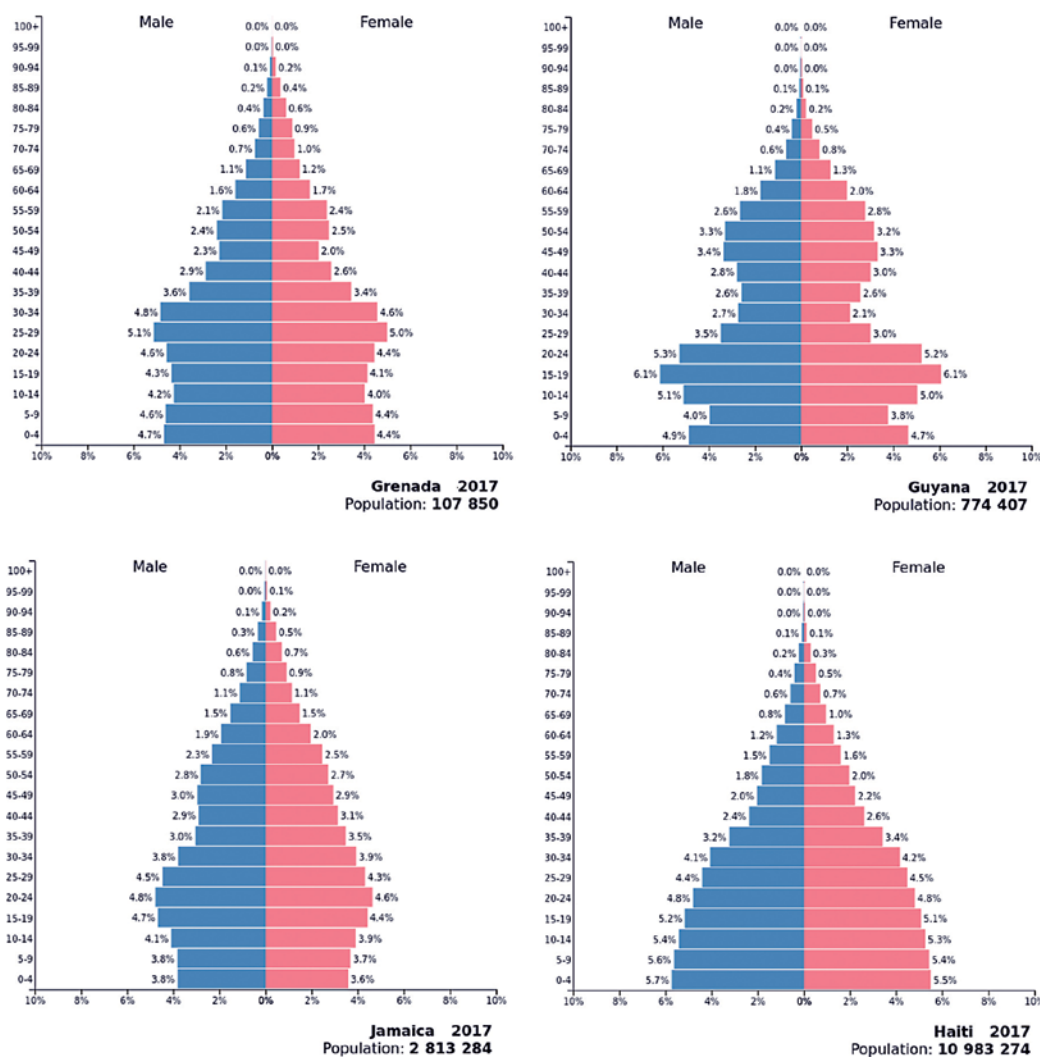 Male Female
100+ 0.0% 0.0%
95-99 0.0% 0.0%
90-94 0.1% 0.2%
85-89 0.2% 0.4%
80-84 0.4% 0.6%
75-79 0.6% 0.9%
70-74 0.7% 1.0%
65-69 1.1% 1.2%
60-64 1.6% 1.7%
55-59 2.1% 2.4%
50-54 2.4% 2.5%
45-49 2.3% 2.0%
40-44 2.9% 2.6%
35-39 3.6% 3.4%
30-34 4.8% 4.6%
25-29 5.1% 5.0%
20-24 4.6% 4.4%
15-19 4.3% 4.1%
10-14 4.2% 4.0%
5-9 4.6% 4.4%
0-4 4.7% 4.4%
10% 8% 6% 4% 2% 0% 2% 4% 6% 8% 10%
Grenada 2017
Population: 107 850
Male Female
100+ 0.0% 0.0%
95-99 0.0% 0.0%
90-94 0.0% 0.0%
85-89 0.1% 0.1%
80-84 0.2% 0.2%
75-79 0.4% 0.5%
70-74 0.6% 0.8%
65-69 1.1% 1.3%
60-64 1.8% 2.0%
55-59 2.6% 2.8%
50-54 3.3% 3.2%
45-49 3.4% 3.3%
40-44 2.8% 3.0%
35-39 2.6% 2.6%
30-34 2.7% 2.1%
25-29 3.5% 3.0%
20-24 5.3% 5.2%
15-19 6.1% 6.1%
10-14 5.1% 5.0%
5-9 4.0% 3.8%
0-4 4.9% 4.7%
10% 8% 6% 4% 2% 0% 2% 4% 6% 8% 10%
Guyana 2017
Population: 774 407
Male Female
100+ 0.0% 0.0%
95-99 0.0% 0.1%
90-94 0.1% 0.2%
85-89 0.3% 0.5%
80-84 0.6% 0.7%
75-79 0.8% 0.9%
70-74 1.1% 1.1%
65-69 1.5% 1.5%
60-64 1.9% 2.0%
55-59 2.3% 2.5%
50-54 2.8% 2.7%
45-49 3.0% 2.9%
40-44 2.9% 3.1%
35-39 3.0% 3.5%
30-34 3.8% 3.9%
25-29 4.5% 4.3%
20-24 4.8% 4.6%
15-19 4.7% 4.4%
10-14 4.1% 3.9%
5-9 3.8% 3.7%
0-4 3.8% 3.6%
10% 8% 6% 4% 2% 0% 2% 4% 6% 8% 10%
Jamaica 2017
Population: 2 813 284
Male Female
100+ 0.0% 0.0%
95-99 0.0% 0.0%
90-94 0.0% 0.0%
85-89 0.1% 0.1%
80-84 0.2% 0.3%
75-79 0.4% 0.5%
70-74 0.6% 0.7%
65-69 0.8% 1.0%
60-64 1.2% 1.3%
55-59 1.5% 1.6%
50-54 1.8% 2.0%
45-49 2.0% 2.2%
40-44 2.4% 2.6%
35-39 3.2% 3.4%
30-34 4.1% 4.2%
25-29 4.4% 4.5%
20-24 4.8% 4.8%
15-19 5.2% 5.1%
10-14 5.4% 5.3%
5-9 5.6% 5.4%
0-4 5.7% 5.5%
10% 8% 6% 4% 2% 0% 2% 4% 6% 8% 10%
Haiti 2017
Population: 10 983 274